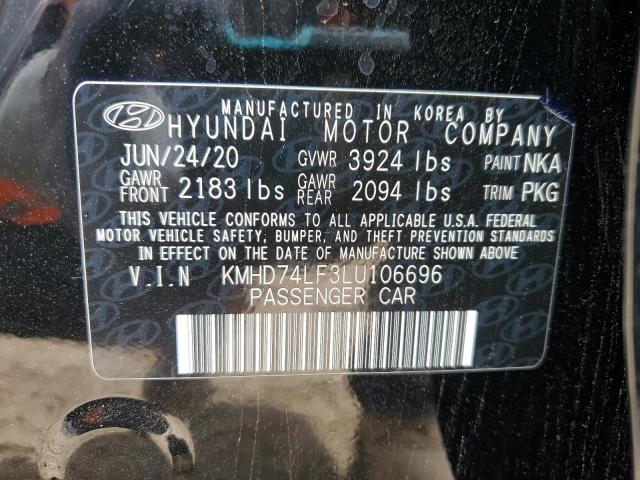 MANUFACTURED IN KOREA BY
HYUNDAI MOTOR COMPANY
JUN/24/20 GVWR 3924 lbs PAINT NKA
GAWR FRONT 2183 lbs GAWR REAR 2094 lbs TRIM PKG
THIS VEHICLE CONFORMS TO ALL APPLICABLE U.S.A. FEDERAL
MOTOR VEHICLE SAFETY, BUMPER, AND THEFT PREVENTION STANDARDS
IN EFFECT ON THE DATE OF MANUFACTURE SHOWN ABOVE
V.I.N KMHD74LF3LU106696
PASSENGER CAR